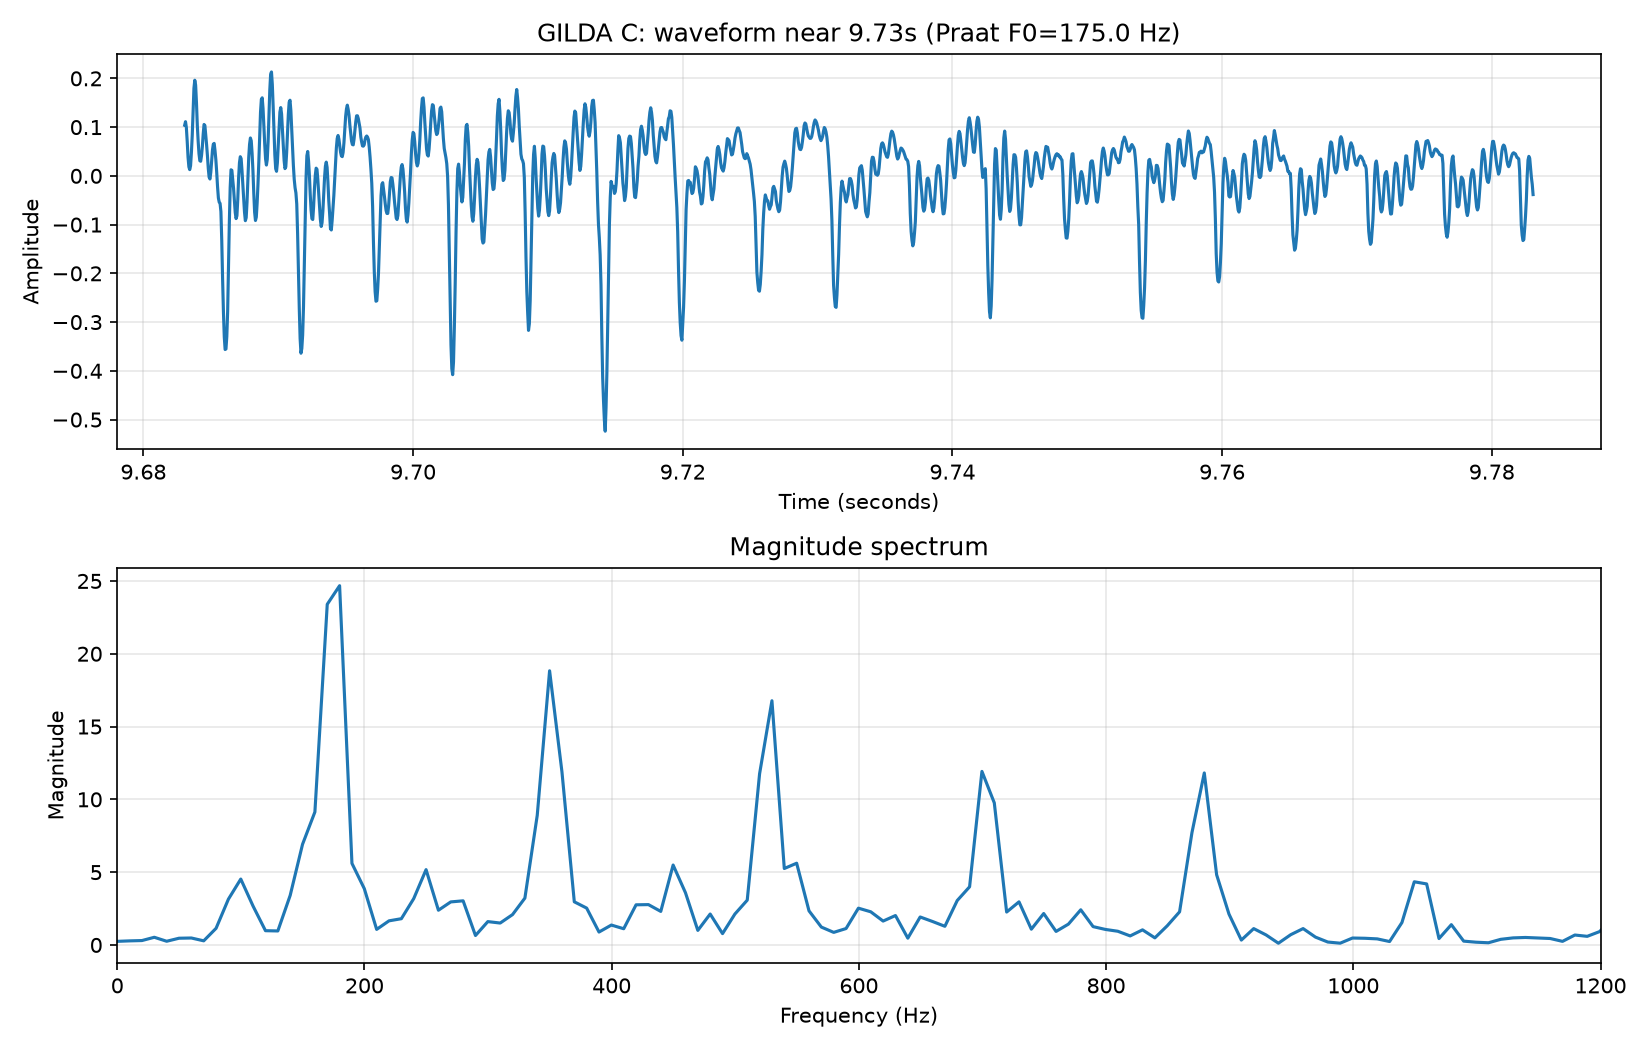 GILDA C: waveform near 9.73s (Praat F0=175.0 Hz)
0.2
0.1
0.0
−0.1
−0.2
−0.3
−0.4
−0.5
Amplitude
9.68 9.70 9.72 9.74 9.76 9.78
Time (seconds)
Magnitude spectrum
25
20
15
10
5
0
Magnitude
0 200 400 600 800 1000 1200
Frequency (Hz)